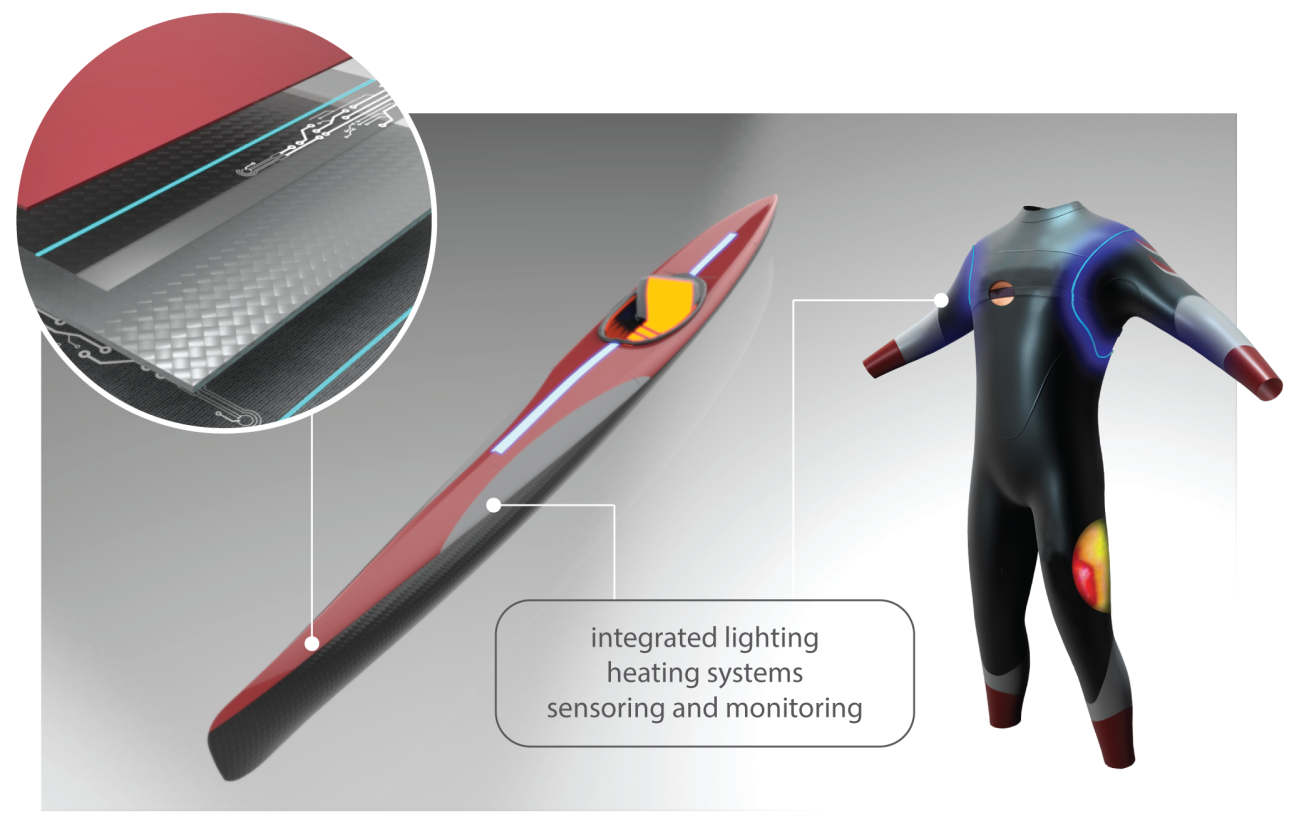 integrated lighting
heating systems
sensoring and monitoring